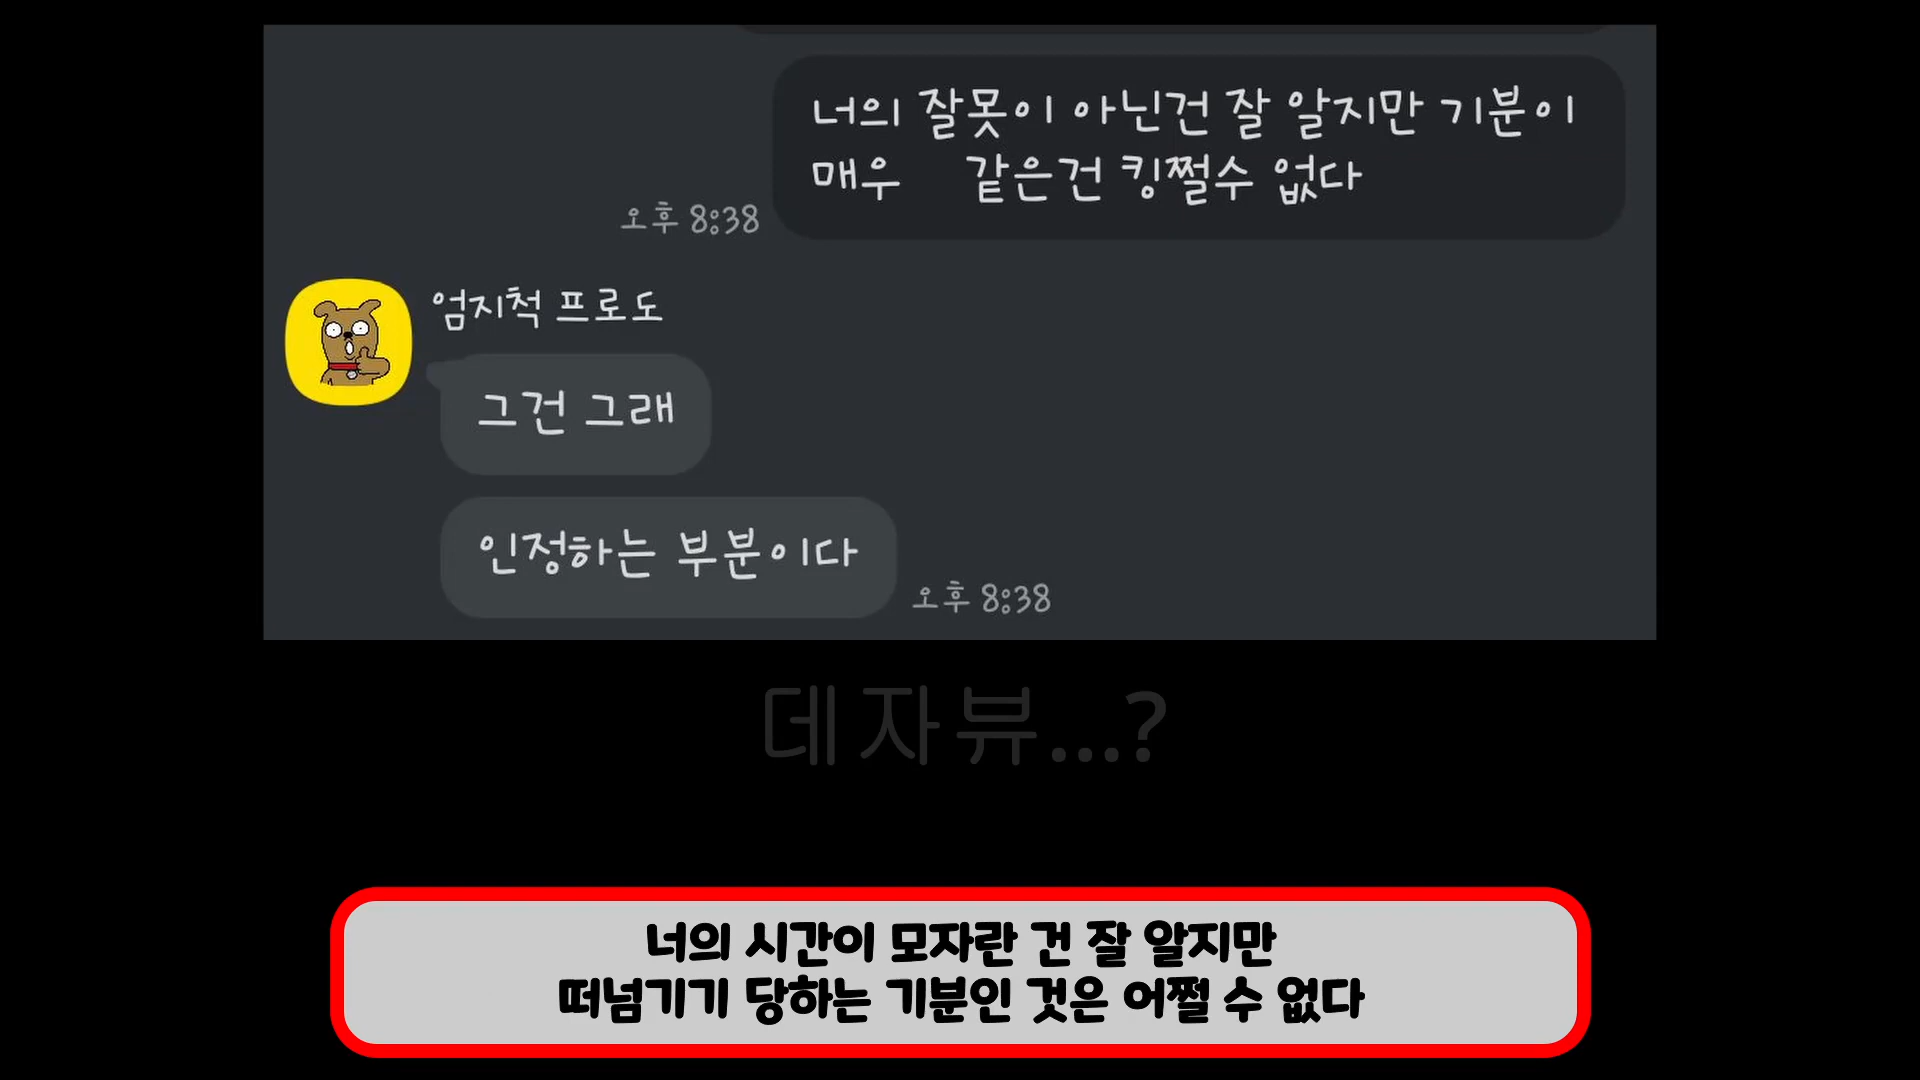 너의 잘못이 아닌건 잘 알지만 기분이
매우 같은건 킹쩔수 없다
오후 8:38
엄지척 프로도
그건 그래
인정하는 부분이다
오후 8:38
데자뷰...?
너의 시간이 모자란 건 잘 알지만
떠넘기기 당하는 기분인 것은 어쩔 수 없다